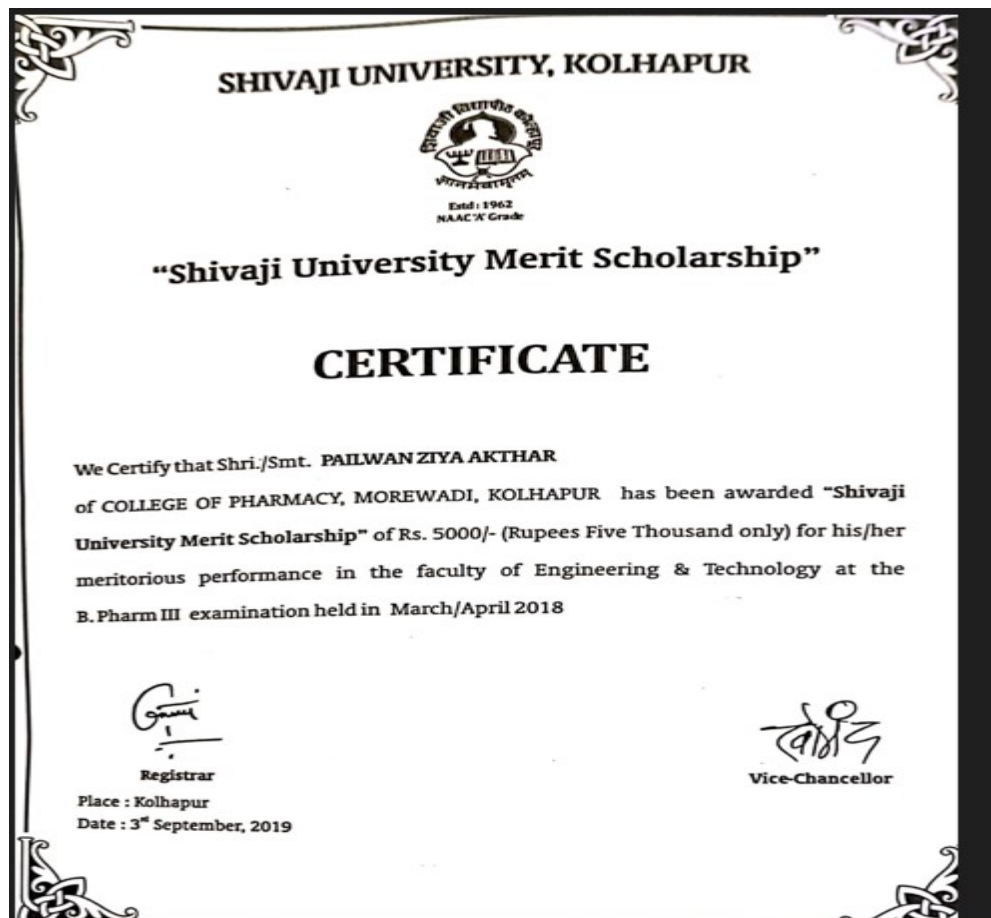 SHIVAJI UNIVERSITY, KOLHAPUR
शिवाजी विद्यापीठ कोल्हापूर
ज्ञानमेवामृतम्
Estd : 1962
NAAC 'A' Grade
“Shivaji University Merit Scholarship”
CERTIFICATE
We Certify that Shri./Smt. PAILWAN ZIYA AKTHAR
of COLLEGE OF PHARMACY, MOREWADI, KOLHAPUR has been awarded “Shivaji
University Merit Scholarship” of Rs. 5000/- (Rupees Five Thousand only) for his/her
meritorious performance in the faculty of Engineering & Technology at the
B.Pharm III examination held in March/April 2018
Registrar
Vice-Chancellor
Place : Kolhapur
Date : 3rd September, 2019